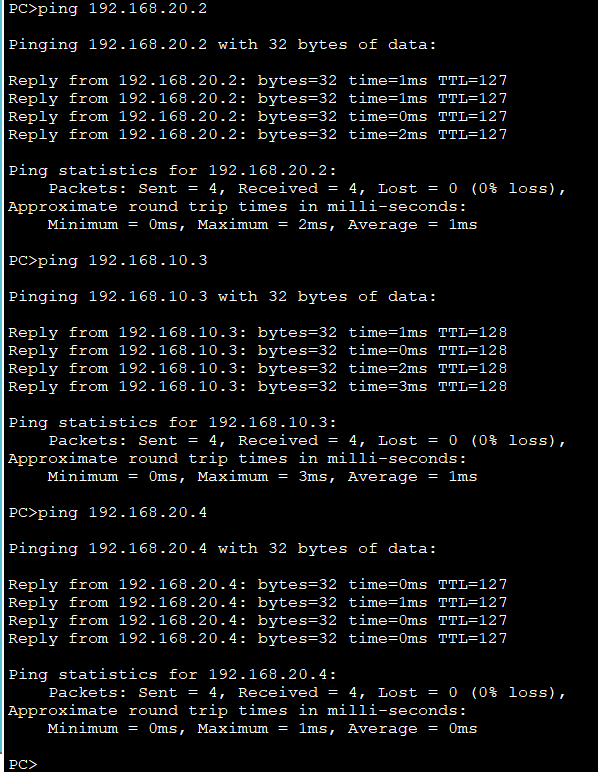 PC>ping 192.168.20.2
Pinging 192.168.20.2 with 32 bytes of data:
Reply from 192.168.20.2: bytes=32 time=1ms TTL=127
Reply from 192.168.20.2: bytes=32 time=1ms TTL=127
Reply from 192.168.20.2: bytes=32 time=0ms TTL=127
Reply from 192.168.20.2: bytes=32 time=2ms TTL=127
Ping statistics for 192.168.20.2:
    Packets: Sent = 4, Received = 4, Lost = 0 (0% loss),
Approximate round trip times in milli-seconds:
    Minimum = 0ms, Maximum = 2ms, Average = 1ms
PC>ping 192.168.10.3
Pinging 192.168.10.3 with 32 bytes of data:
Reply from 192.168.10.3: bytes=32 time=1ms TTL=128
Reply from 192.168.10.3: bytes=32 time=0ms TTL=128
Reply from 192.168.10.3: bytes=32 time=2ms TTL=128
Reply from 192.168.10.3: bytes=32 time=3ms TTL=128
Ping statistics for 192.168.10.3:
    Packets: Sent = 4, Received = 4, Lost = 0 (0% loss),
Approximate round trip times in milli-seconds:
    Minimum = 0ms, Maximum = 3ms, Average = 1ms
PC>ping 192.168.20.4
Pinging 192.168.20.4 with 32 bytes of data:
Reply from 192.168.20.4: bytes=32 time=0ms TTL=127
Reply from 192.168.20.4: bytes=32 time=1ms TTL=127
Reply from 192.168.20.4: bytes=32 time=0ms TTL=127
Reply from 192.168.20.4: bytes=32 time=0ms TTL=127
Ping statistics for 192.168.20.4:
    Packets: Sent = 4, Received = 4, Lost = 0 (0% loss),
Approximate round trip times in milli-seconds:
    Minimum = 0ms, Maximum = 1ms, Average = 0ms
PC>